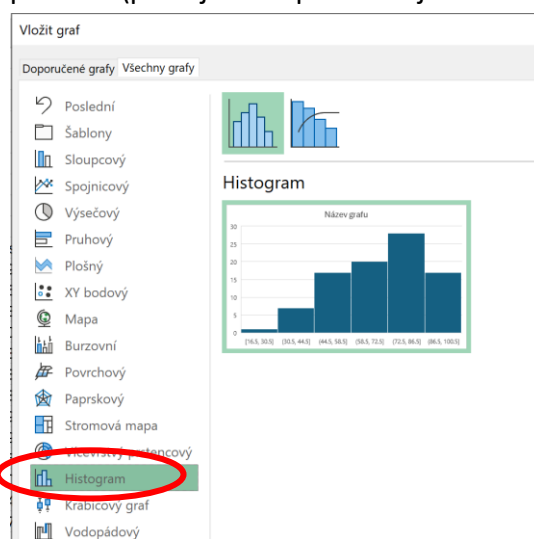 Vložit graf
Doporučené grafy Všechny grafy
Poslední
Šablony
Sloupcový
Spojnicový
Výsečový
Pruhový
Plošný
XY bodový
Mapa
Burzovní
Povrchový
Paprskový
Stromová mapa
Vícevrstvý prstencový
Histogram
Krabicový graf
Vodopádový
Histogram
Název grafu
30
25
20
15
10
5
0
[16.5, 30.5] (30.5, 44.5] (44.5, 58.5] (58.5, 72.5] (72.5, 86.5] (86.5, 100.5]